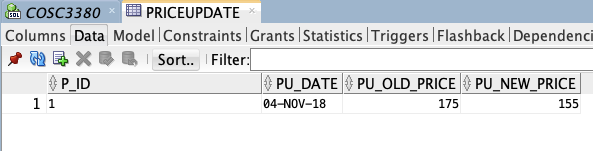 SQL COSC3380 PRICEUPDATE
Columns Data Model Constraints Grants Statistics Triggers Flashback Dependenci
Sort.. Filter:
P_ID PU_DATE PU_OLD_PRICE PU_NEW_PRICE
1 1 04-NOV-18 175 155